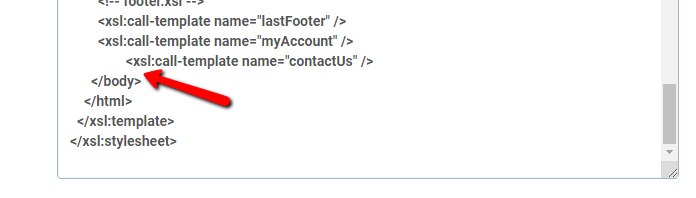 <!-- footer.xsl -->
<xsl:call-template name="lastFooter" />
<xsl:call-template name="myAccount" />
<xsl:call-template name="contactUs" />
</body>
</html>
</xsl:template>
</xsl:stylesheet>